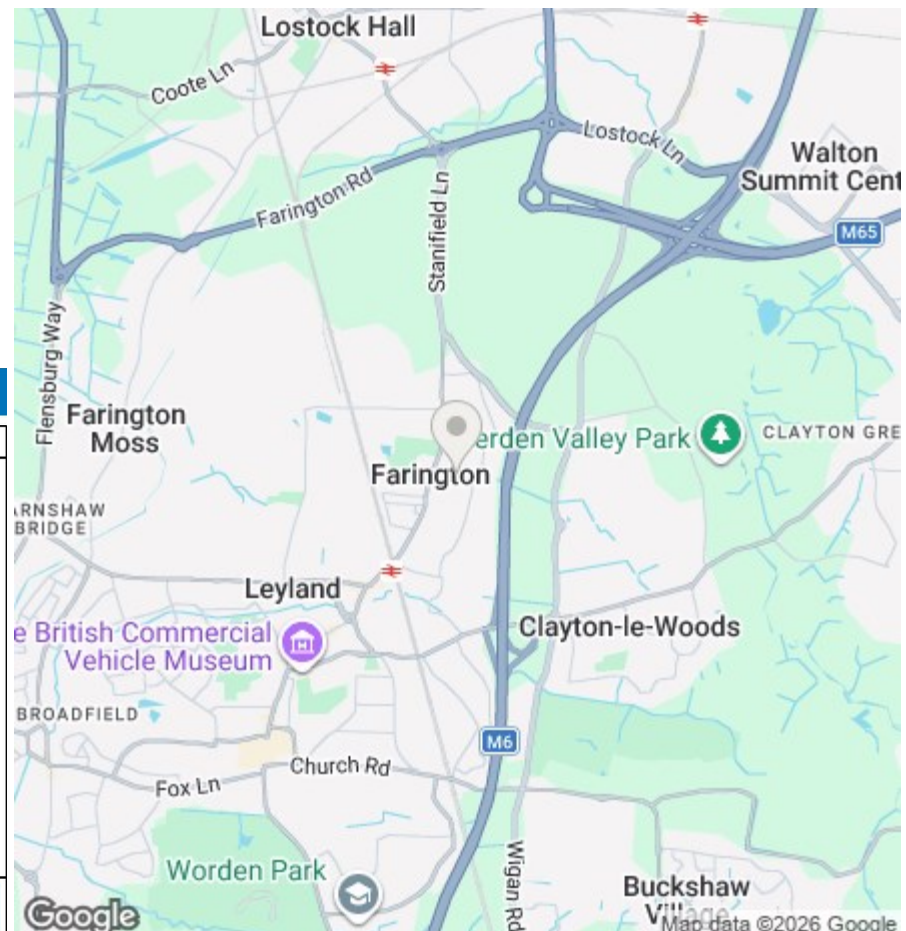 Lostock Hall
Coote Ln
Lostock Ln
Walton
Summit Cent
Farington Rd
Stanifield Ln
M65
Flensburg Way
Farington
Moss
erden Valley Park
CLAYTON GRE
Farington
ARNSHAW
BRIDGE
Leyland
Clayton-le-Woods
e British Commercial
Vehicle Museum
BROADFIELD
M6
Church Rd
Fox Ln
Worden Park
Wigan Rd
Buckshaw
Village
Google
Map data ©2026 Google